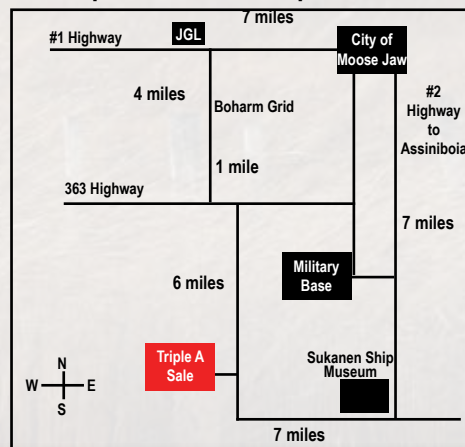 7 miles
#1 Highway
JGL
City of
Moose Jaw
4 miles
Boharm Grid
#2
Highway
to
Assiniboia
1 mile
363 Highway
7 miles
6 miles
Military
Base
Triple A
Sale
Sukanen Ship
Museum
N
W
E
S
7 miles